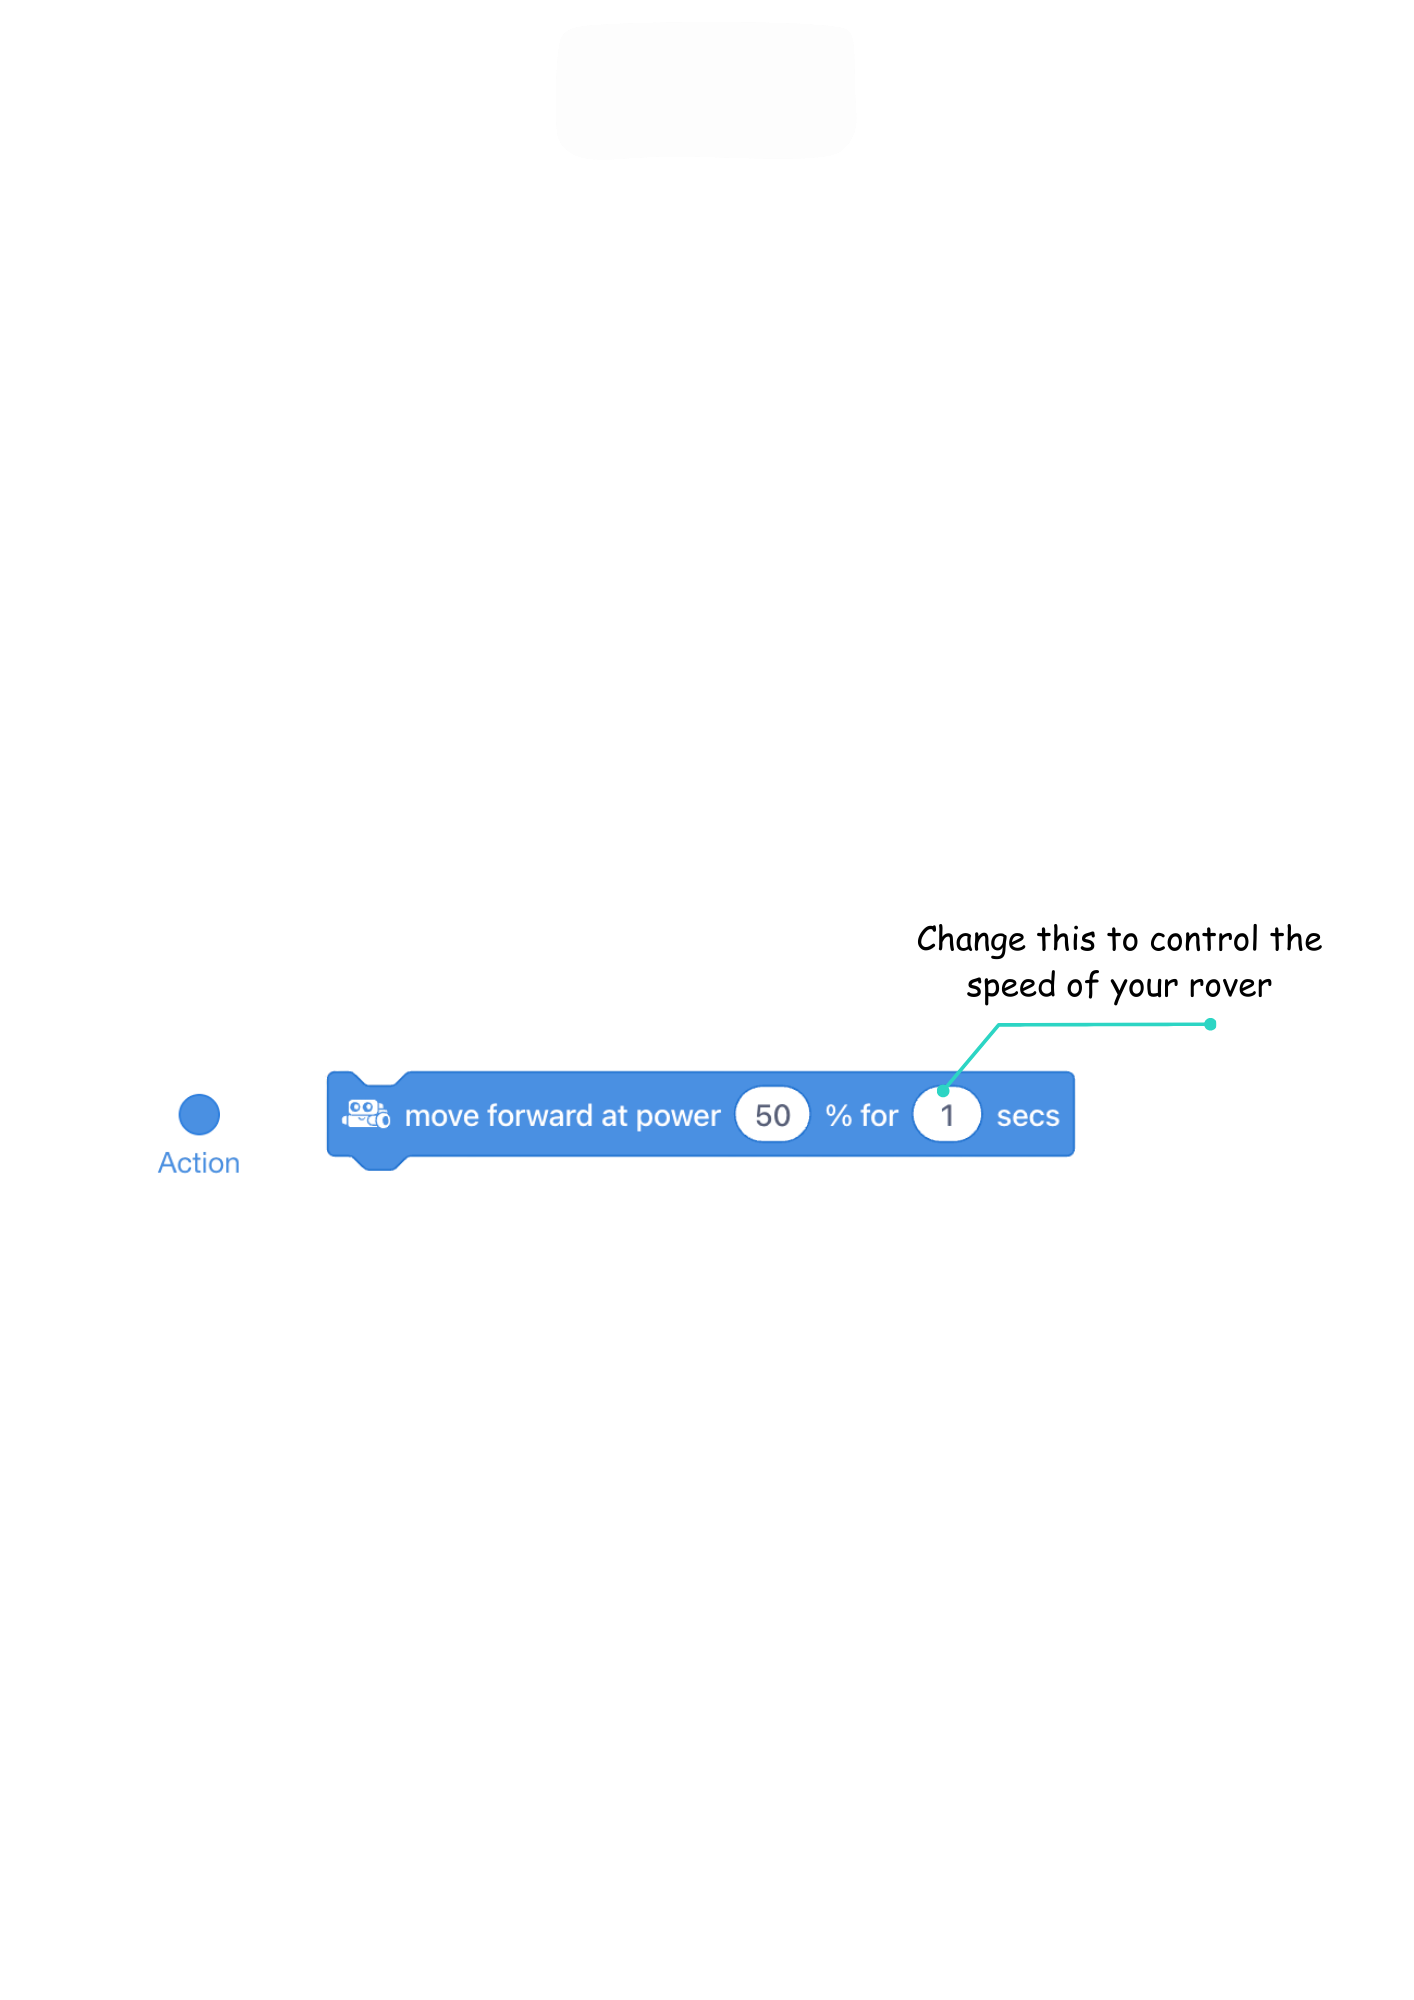 Change this to control the
speed of your rover
move forward at power 50 % for 1 secs
Action